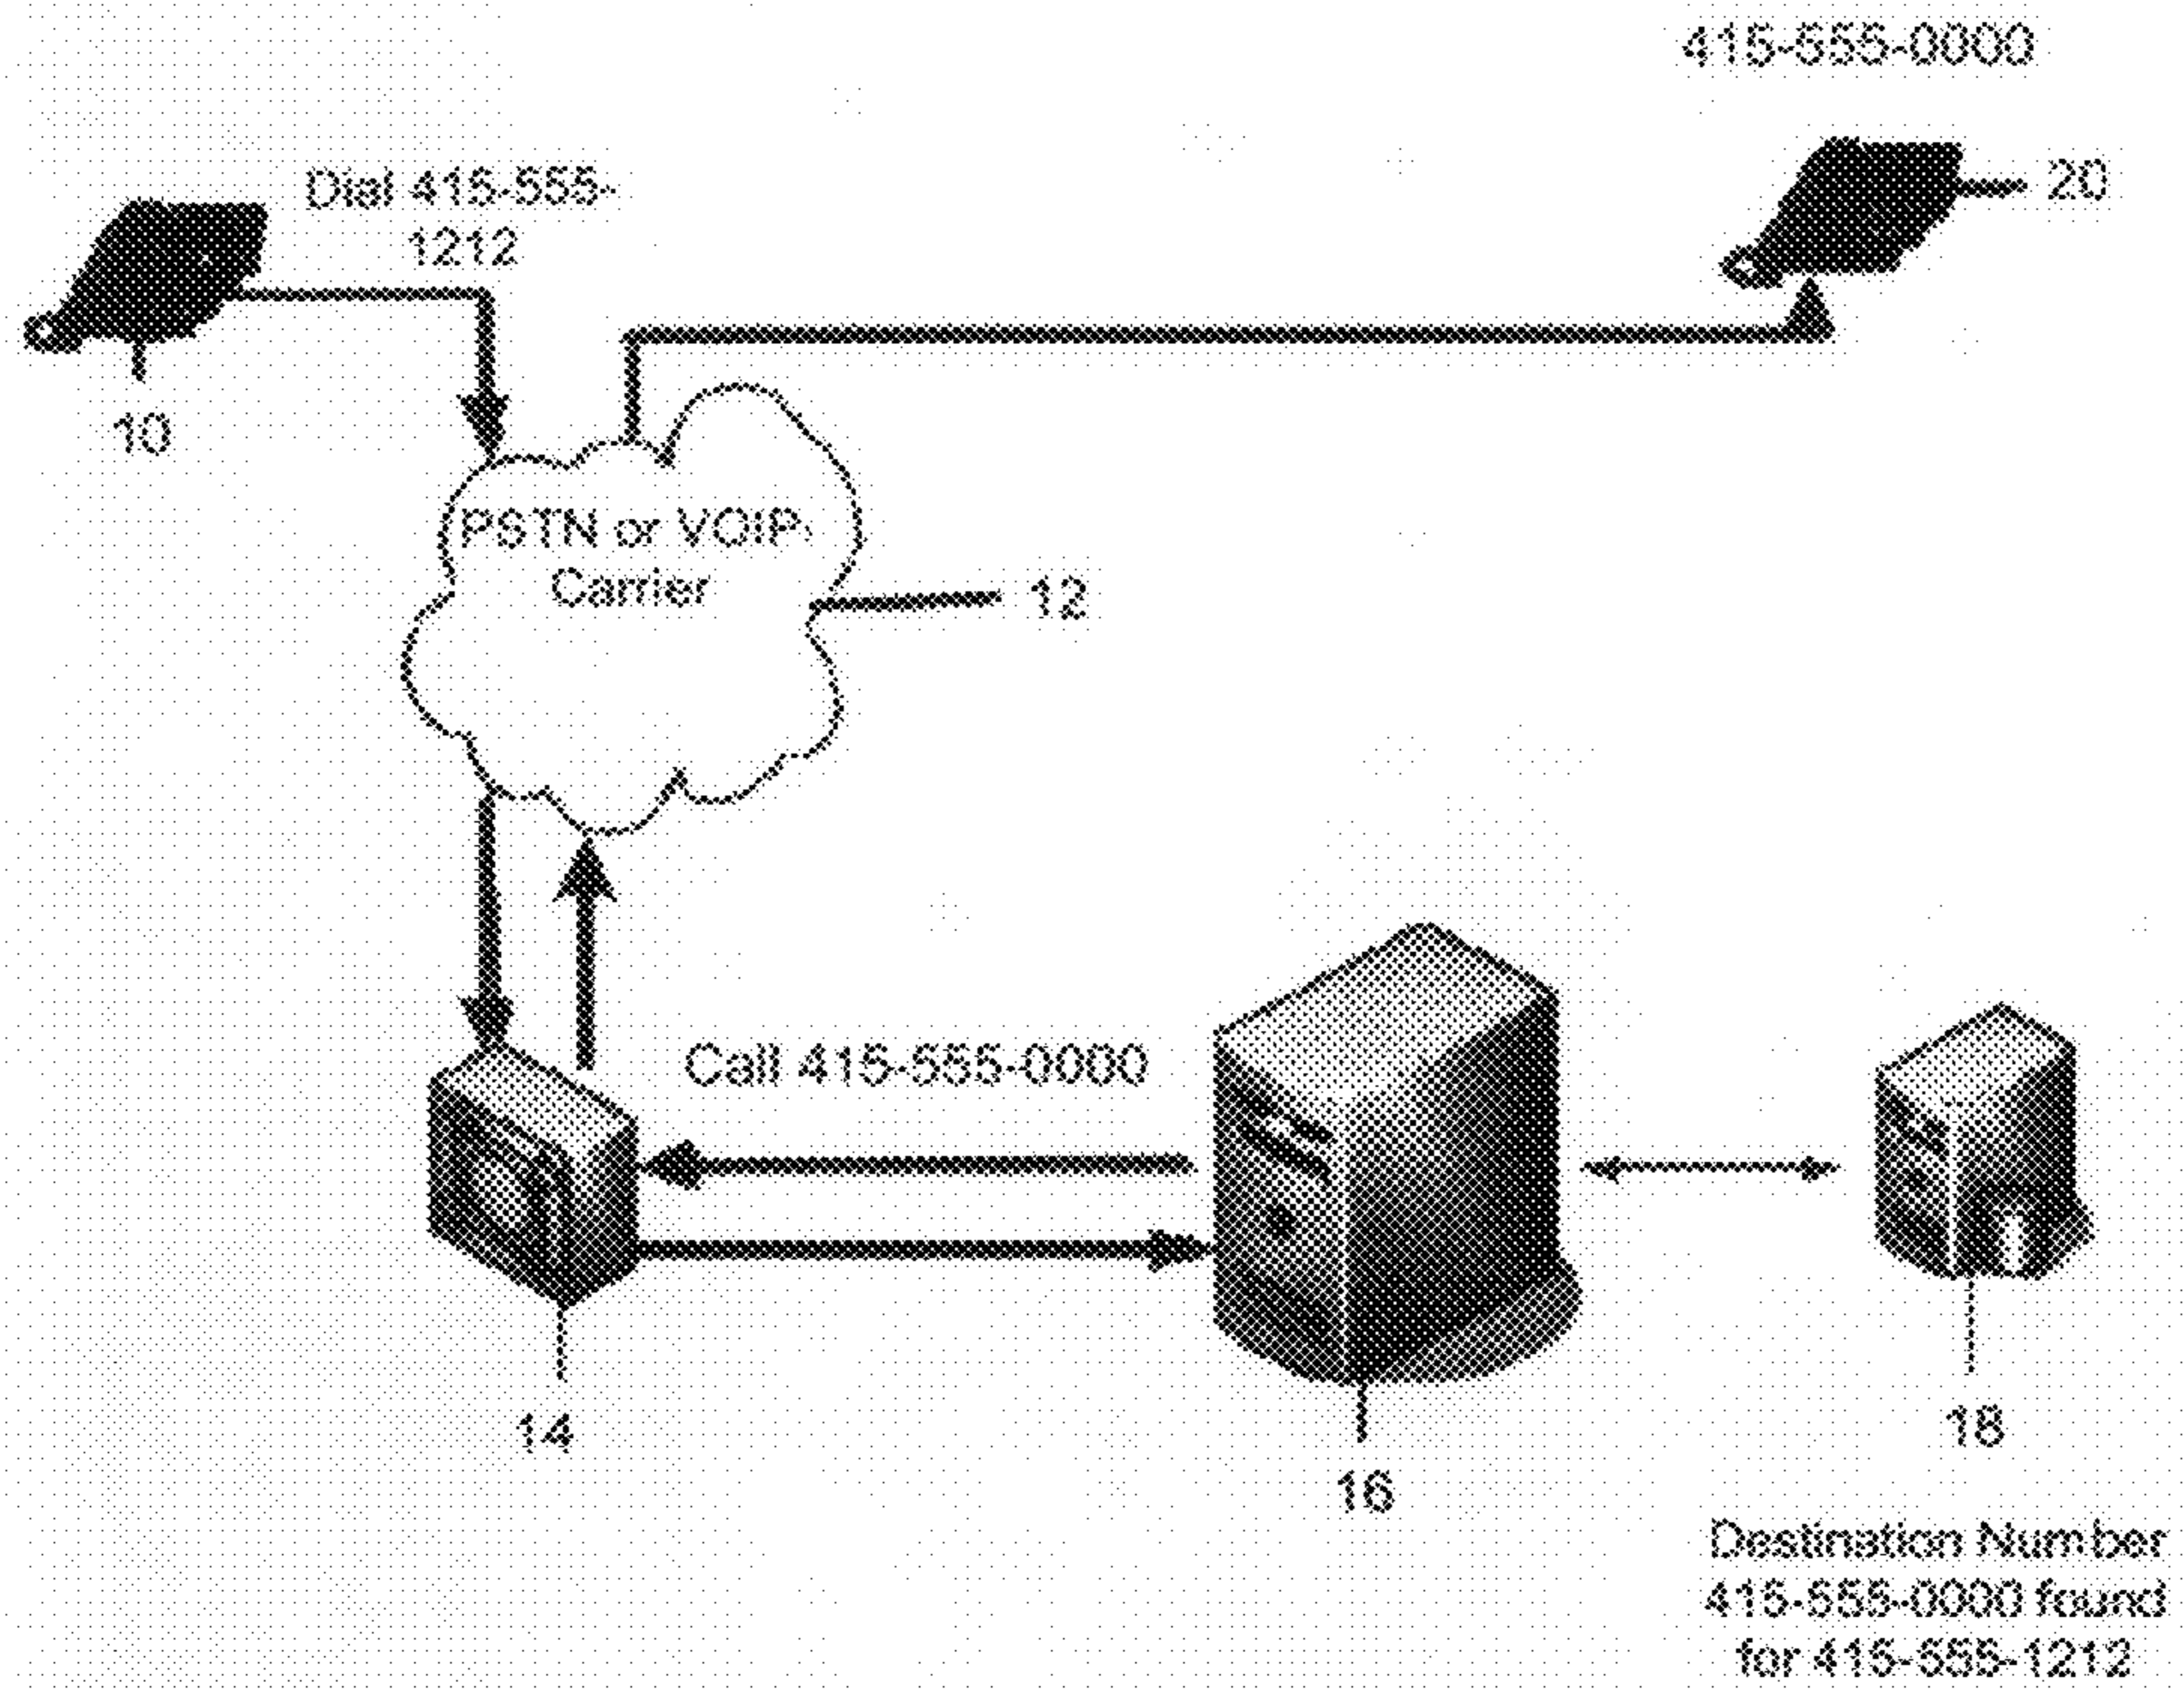 415-555-0000
20
Dial 415-555-
1212
10
PSTN or VOIP
Carrier
12
Call 415-555-0000
14
16
18
Destination Number
415-555-0000 found
for 415-555-1212